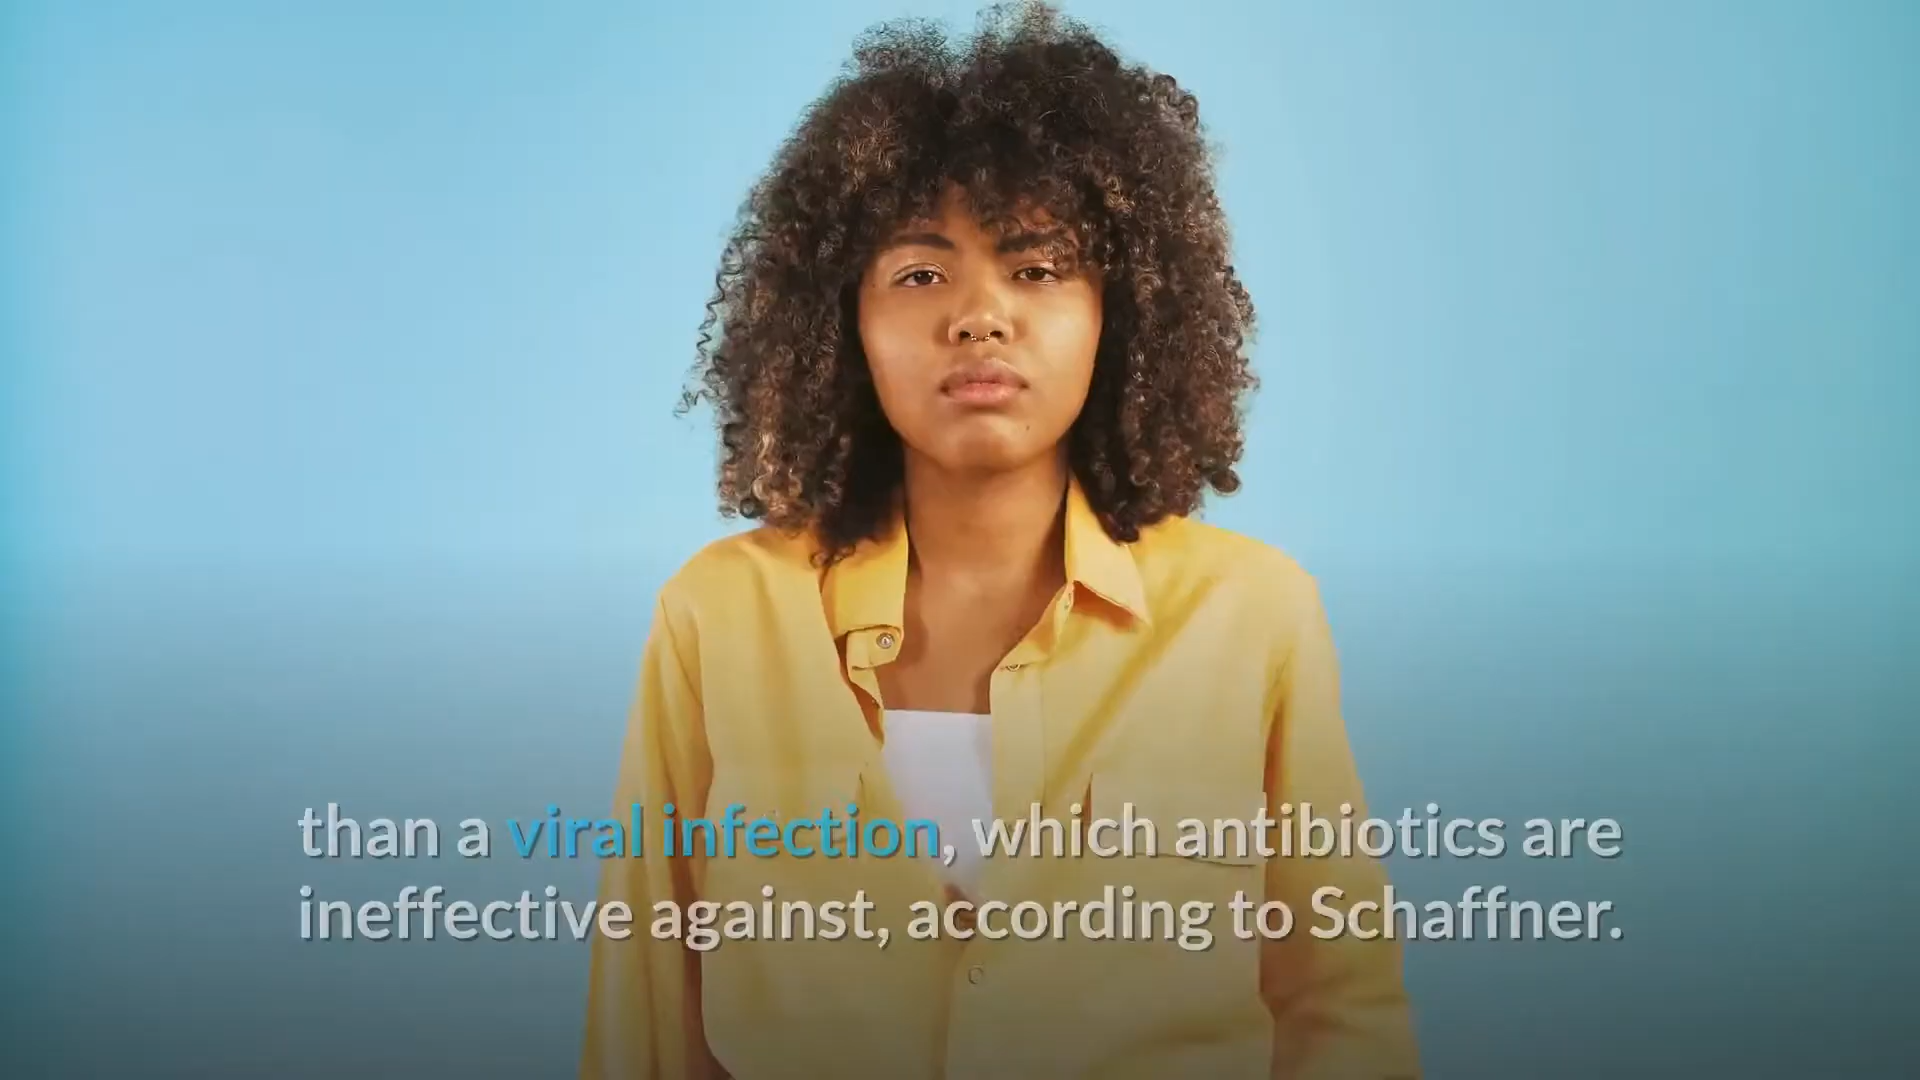 than a viral infection, which antibiotics are
ineffective against, according to Schaffner.